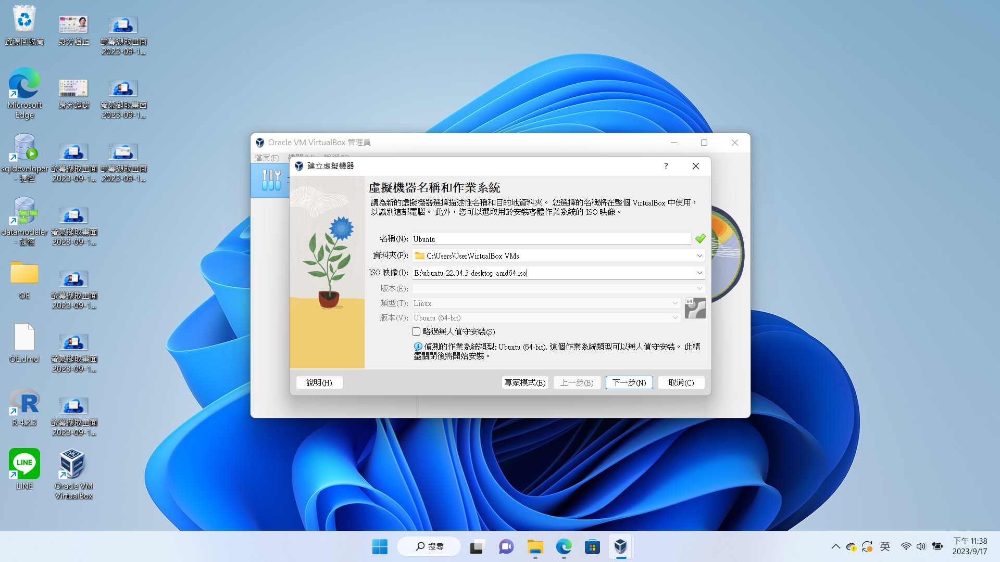 資源回收筒
身分證正
螢幕擷取畫面
2023-09-1...
Microsoft
Edge
身分證背
螢幕擷取畫面
2023-09-1...
sqldeveloper
- 捷徑
螢幕擷取畫面
2023-09-1...
螢幕擷取畫面
2023-09-1...
datamodeler
- 捷徑
螢幕擷取畫面
2023-09-1...
OE
螢幕擷取畫面
2023-09-1...
OE.dmd
螢幕擷取畫面
2023-09-1...
R 4.2.3
螢幕擷取畫面
2023-09-1...
LINE
LINE
Oracle VM
VirtualBox
Oracle VM VirtualBox 管理員
檔案(F)
建立虛擬機器
?
虛擬機器名稱和作業系統
請為新的虛擬機器選擇描述性名稱和目的地資料夾。 您選擇的名稱將在整個 VirtualBox 中使用，
以識別這部電腦。 此外，您可以選取用於安裝客體作業系統的 ISO 映像。
名稱(N): Ubuntu
資料夾(F): C:\Users\User\VirtualBox VMs
ISO 映像(I): E:\ubuntu-22.04.3-desktop-amd64.iso
版本(E):
類型(T): Linux
64
版本(V): Ubuntu (64-bit)
略過無人值守安裝(S)
偵測的作業系統類型: Ubuntu (64-bit). 這個作業系統類型可以無人值守安裝。 此精
靈關閉後將開始安裝。
說明(H)
專家模式(E)
上一步(B)
下一步(N)
取消(C)
搜尋
英
下午 11:38
2023/9/17